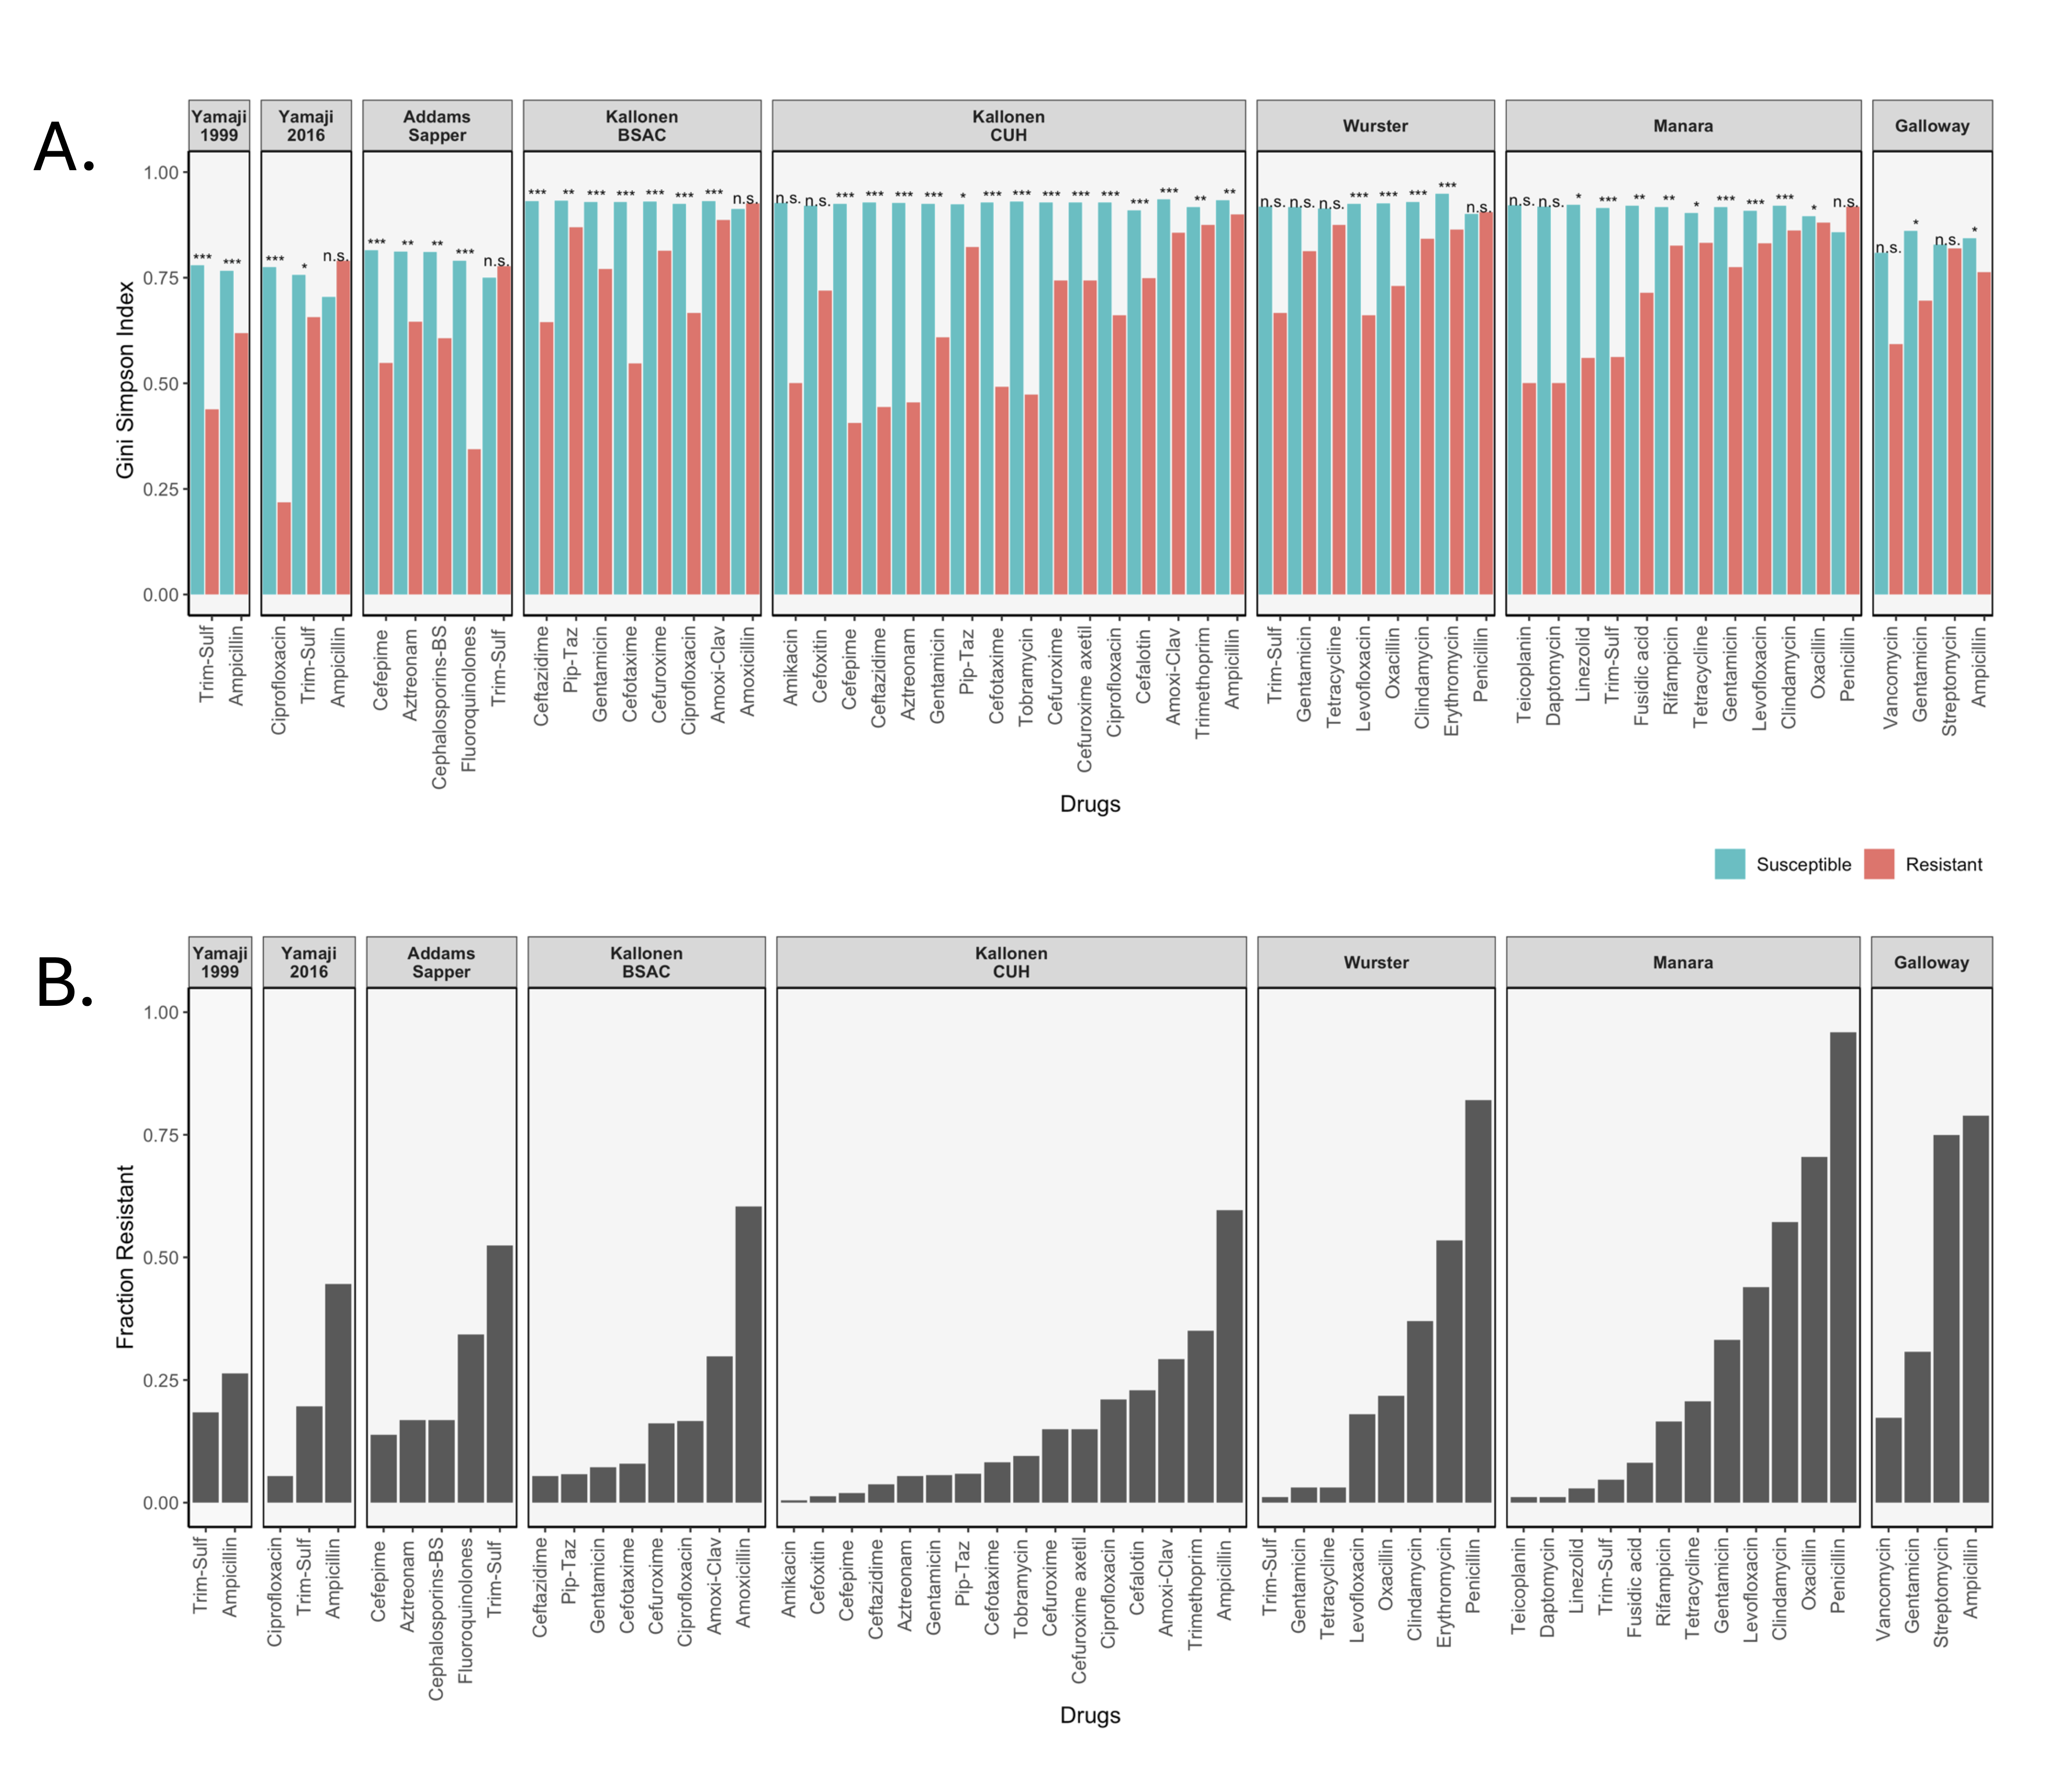 A.
Yamaji
1999
Yamaji
2016
Addams
Sapper
Kallonen
BSAC
Kallonen
CUH
Wurster
Manara
Galloway
Gini Simpson Index
1.00
0.75
0.50
0.25
0.00
*** ***
*** * n.s.
*** ** ** *** n.s.
*** ** *** *** *** *** *** n.s.
n.s. n.s. *** *** *** *** * *** *** *** *** *** *** *** ** **
n.s. n.s. n.s. *** *** *** *** n.s.
n.s. n.s. * *** ** ** * *** *** *** * n.s.
n.s. * n.s. *
Trim-Sulf
Ampicillin
Ciprofloxacin
Trim-Sulf
Ampicillin
Cefepime
Aztreonam
Cephalosporins-BS
Fluoroquinolones
Trim-Sulf
Ceftazidime
Pip-Taz
Gentamicin
Cefotaxime
Cefuroxime
Ciprofloxacin
Amoxi-Clav
Amoxicillin
Amikacin
Cefoxitin
Cefepime
Ceftazidime
Aztreonam
Gentamicin
Pip-Taz
Cefotaxime
Tobramycin
Cefuroxime
Cefuroxime axetil
Ciprofloxacin
Cefalotin
Amoxi-Clav
Trimethoprim
Ampicillin
Trim-Sulf
Gentamicin
Tetracycline
Levofloxacin
Oxacillin
Clindamycin
Erythromycin
Penicillin
Teicoplanin
Daptomycin
Linezolid
Trim-Sulf
Fusidic acid
Rifampicin
Tetracycline
Gentamicin
Levofloxacin
Clindamycin
Oxacillin
Penicillin
Vancomycin
Gentamicin
Streptomycin
Ampicillin
Drugs
Susceptible
Resistant
B.
Yamaji
1999
Yamaji
2016
Addams
Sapper
Kallonen
BSAC
Kallonen
CUH
Wurster
Manara
Galloway
Fraction Resistant
1.00
0.75
0.50
0.25
0.00
Trim-Sulf
Ampicillin
Ciprofloxacin
Trim-Sulf
Ampicillin
Cefepime
Aztreonam
Cephalosporins-BS
Fluoroquinolones
Trim-Sulf
Ceftazidime
Pip-Taz
Gentamicin
Cefotaxime
Cefuroxime
Ciprofloxacin
Amoxi-Clav
Amoxicillin
Amikacin
Cefoxitin
Cefepime
Ceftazidime
Aztreonam
Gentamicin
Pip-Taz
Cefotaxime
Tobramycin
Cefuroxime
Cefuroxime axetil
Ciprofloxacin
Cefalotin
Amoxi-Clav
Trimethoprim
Ampicillin
Trim-Sulf
Gentamicin
Tetracycline
Levofloxacin
Oxacillin
Clindamycin
Erythromycin
Penicillin
Teicoplanin
Daptomycin
Linezolid
Trim-Sulf
Fusidic acid
Rifampicin
Tetracycline
Gentamicin
Levofloxacin
Clindamycin
Oxacillin
Penicillin
Vancomycin
Gentamicin
Streptomycin
Ampicillin
Drugs